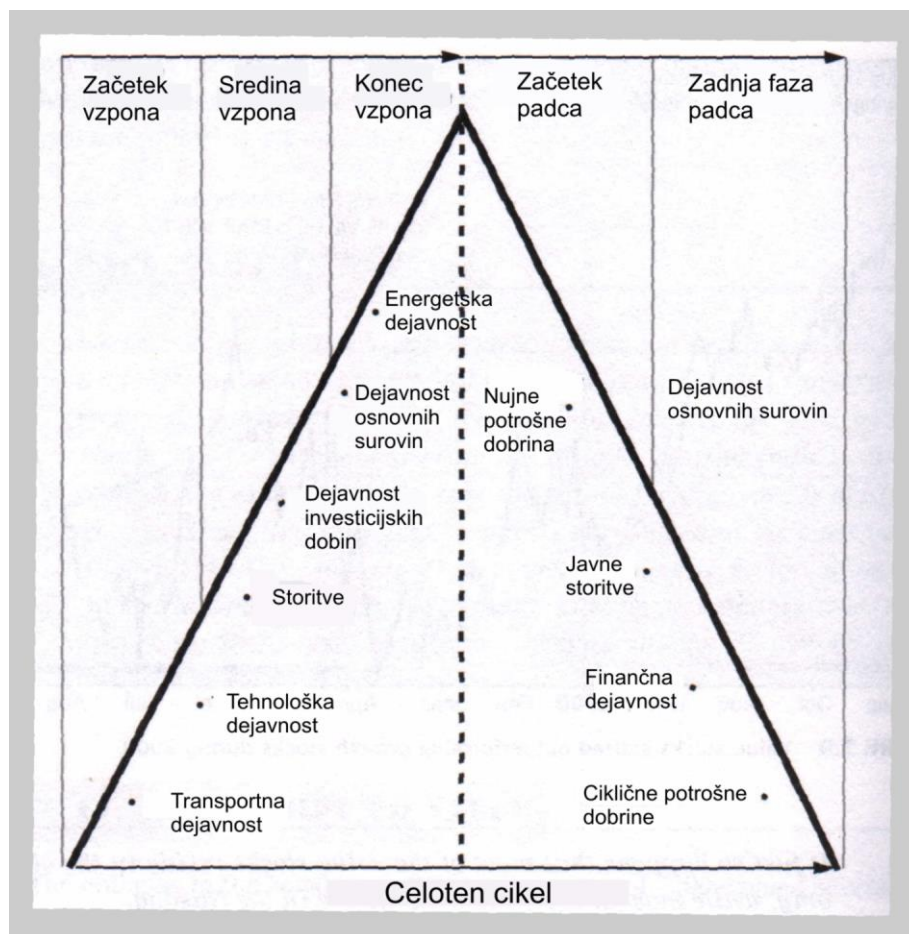 Začetek
vzpona
Sredina
vzpona
Konec
vzpona
Začetek
padca
Zadnja faza
padca
Energetska
dejavnost
Dejavnost
osnovnih
surovin
Nujne
potrošne
dobrina
Dejavnost
osnovnih surovin
Dejavnost
investicijskih
dobin
Storitve
Javne
storitve
Tehnološka
dejavnost
Finančna
dejavnost
Transportna
dejavnost
Ciklične potrošne
dobrine
Celoten cikel